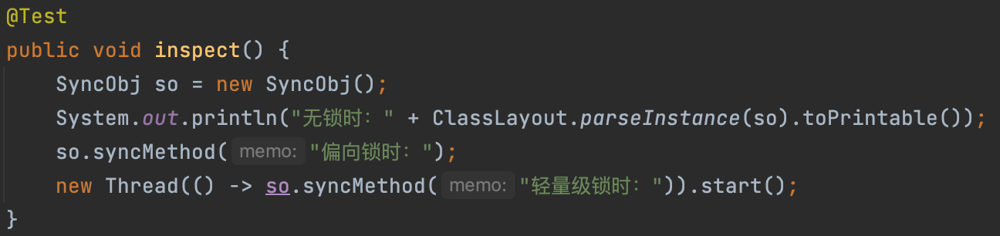 @Test
public void inspect() {
SyncObj so = new SyncObj();
System.out.println("无锁时：" + ClassLayout.parseInstance(so).toPrintable());
so.syncMethod( memo: "偏向锁时：");
new Thread(() -> so.syncMethod( memo: "轻量级锁时：")).start();
}